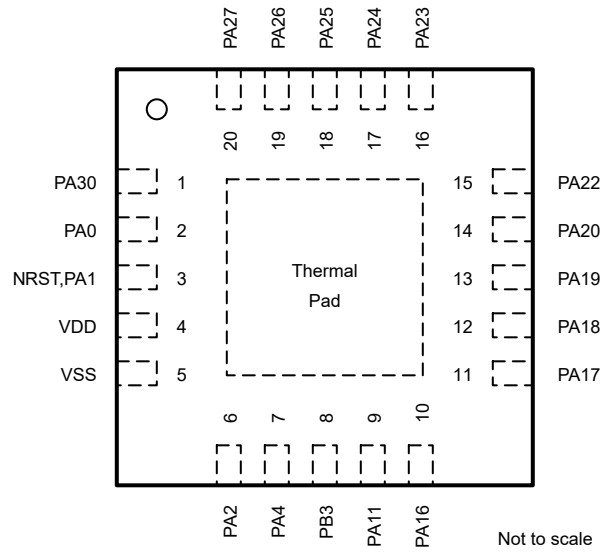 PA27
PA26
PA25
PA24
PA23
20
19
18
17
16
PA30
1
15
PA22
PA0
2
14
PA20
NRST,PA1
3
Thermal
Pad
13
PA19
VDD
4
12
PA18
VSS
5
11
PA17
6
7
8
9
10
PA2
PA4
PB3
PA11
PA16
Not to scale